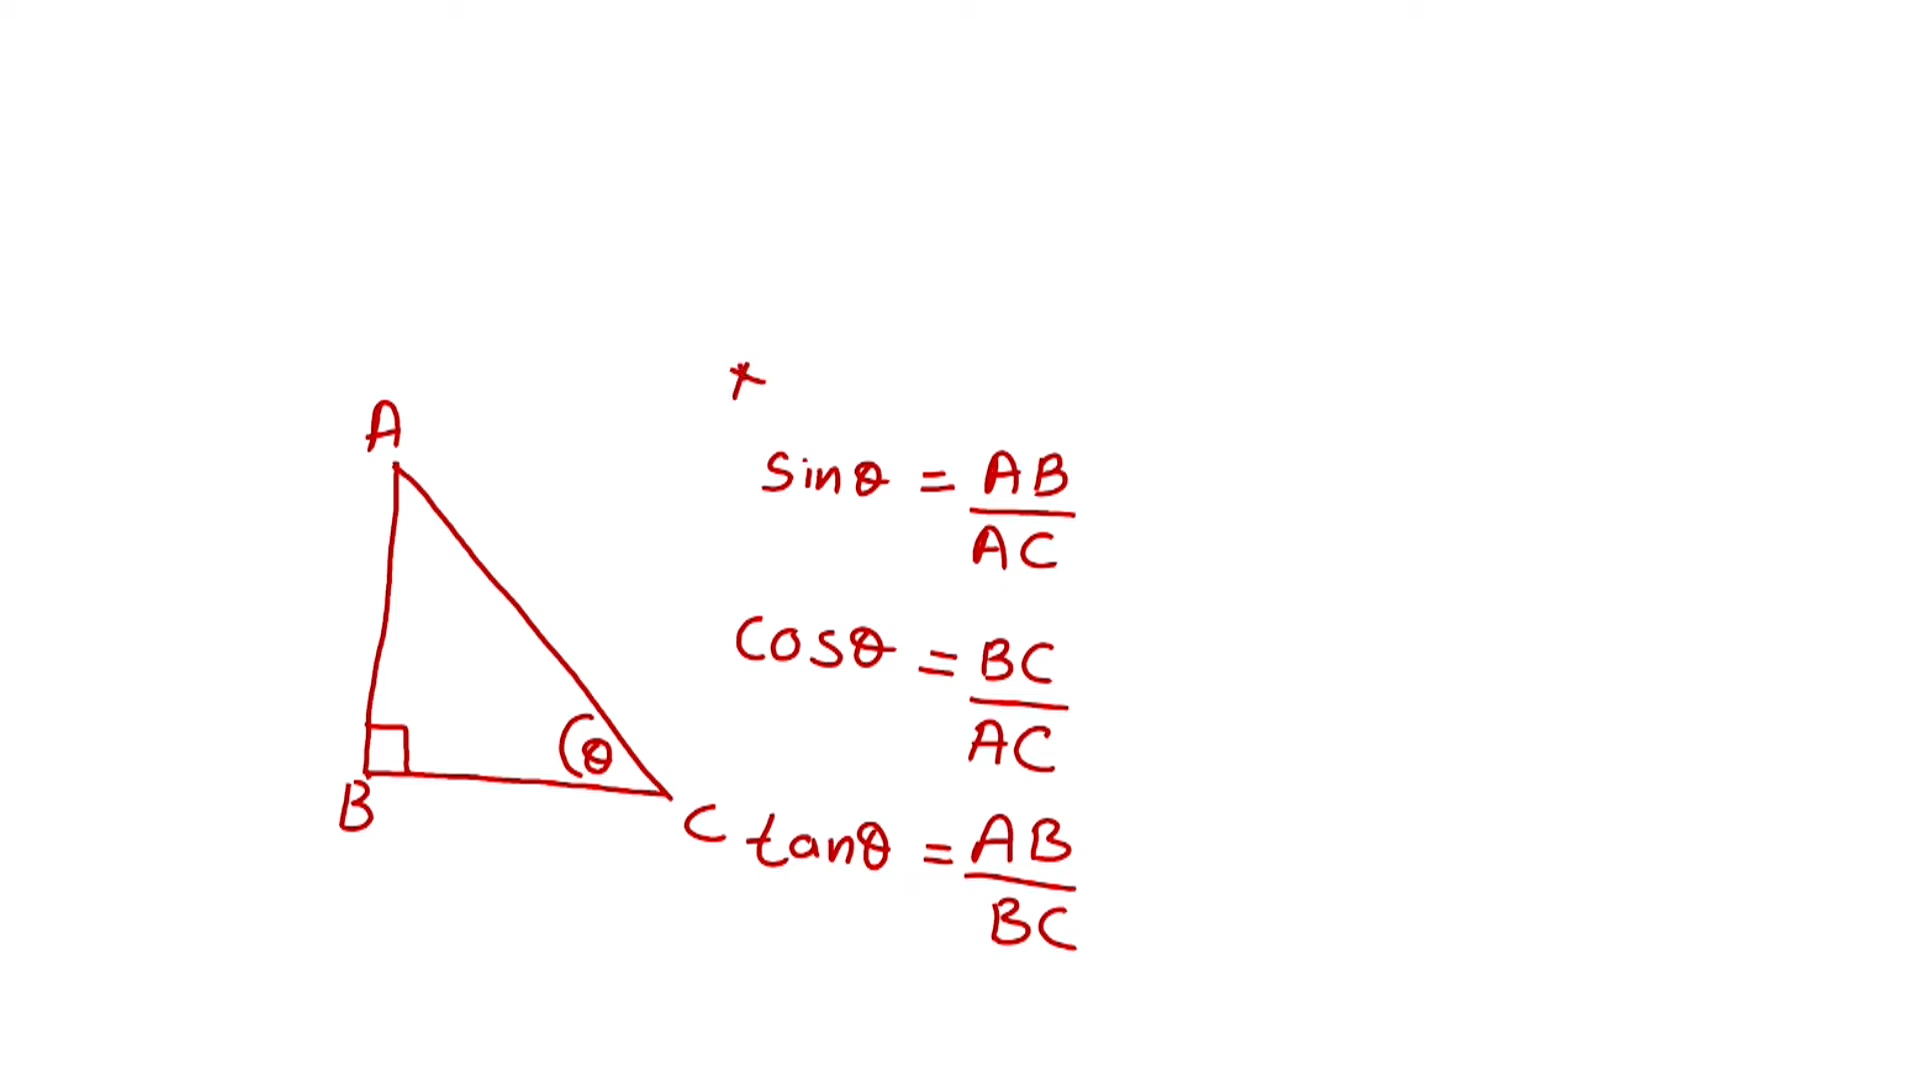 *
A
sinθ = AB
AC
cosθ = BC
AC
θ
B
C
tanθ = AB
BC